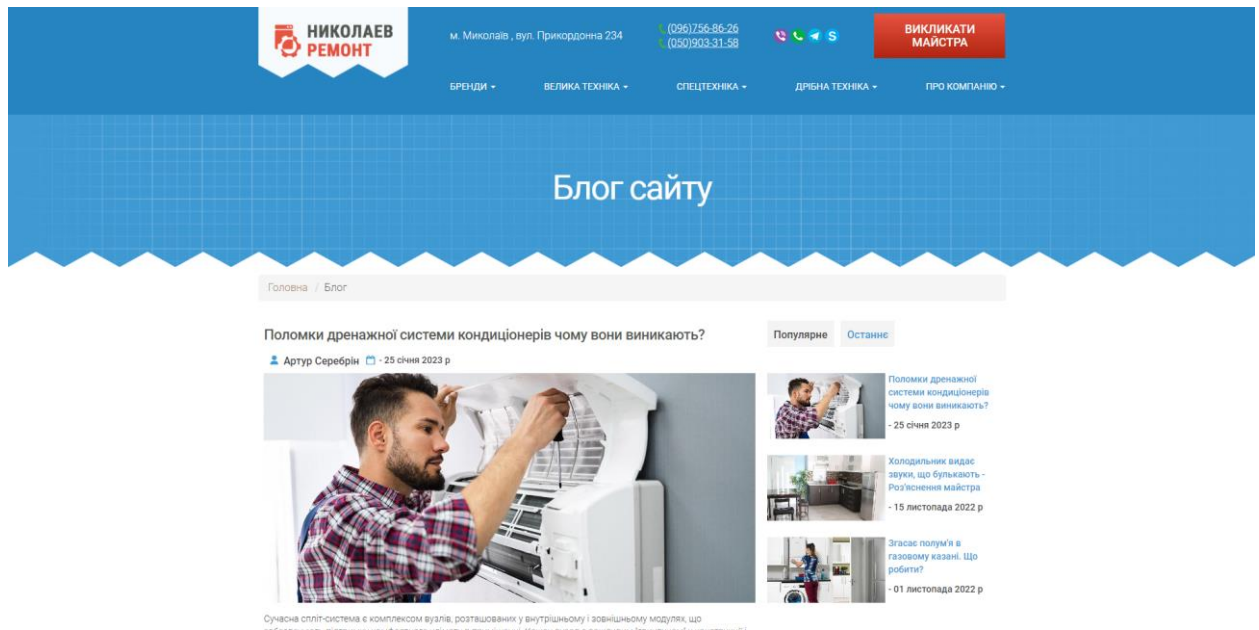 НИКОЛАЕВ
РЕМОНТ
м. Миколаїв , вул. Прикордонна 234
(096)756-86-26
(050)903-31-58
ВИКЛИКАТИ
МАЙСТРА
БРЕНДИ
ВЕЛИКА ТЕХНІКА
СПЕЦТЕХНІКА
ДРІБНА ТЕХНІКА
ПРО КОМПАНІЮ
Блог сайту
Головна / Блог
Поломки дренажної системи кондиціонерів чому вони виникають?
Артур Серебрін - 25 січня 2023 р
Сучасна спліт-система є комплексом вузлів, розташованих у внутрішньому і зовнішньому модулях, що
Популярне Останнє
Поломки дренажної
системи кондиціонерів
чому вони виникають?
- 25 січня 2023 р
Холодильник видає
звуки, що булькають -
Роз'яснення майстра
- 15 листопада 2022 р
Згасає полум'я в
газовому казані. Що
робити?
- 01 листопада 2022 р